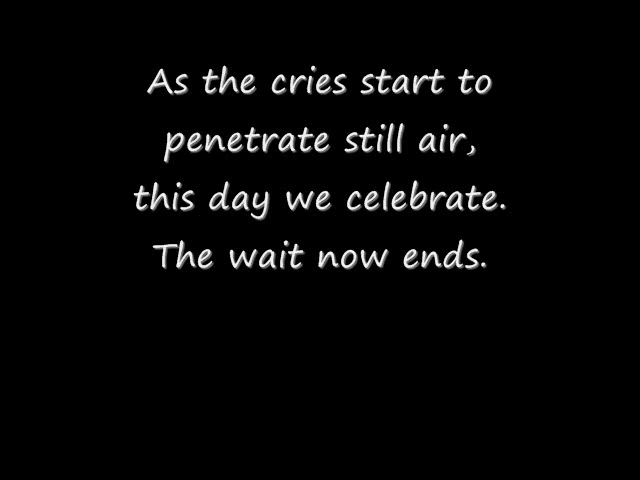 As the cries start to
penetrate still air,
this day we celebrate.
The wait now ends.